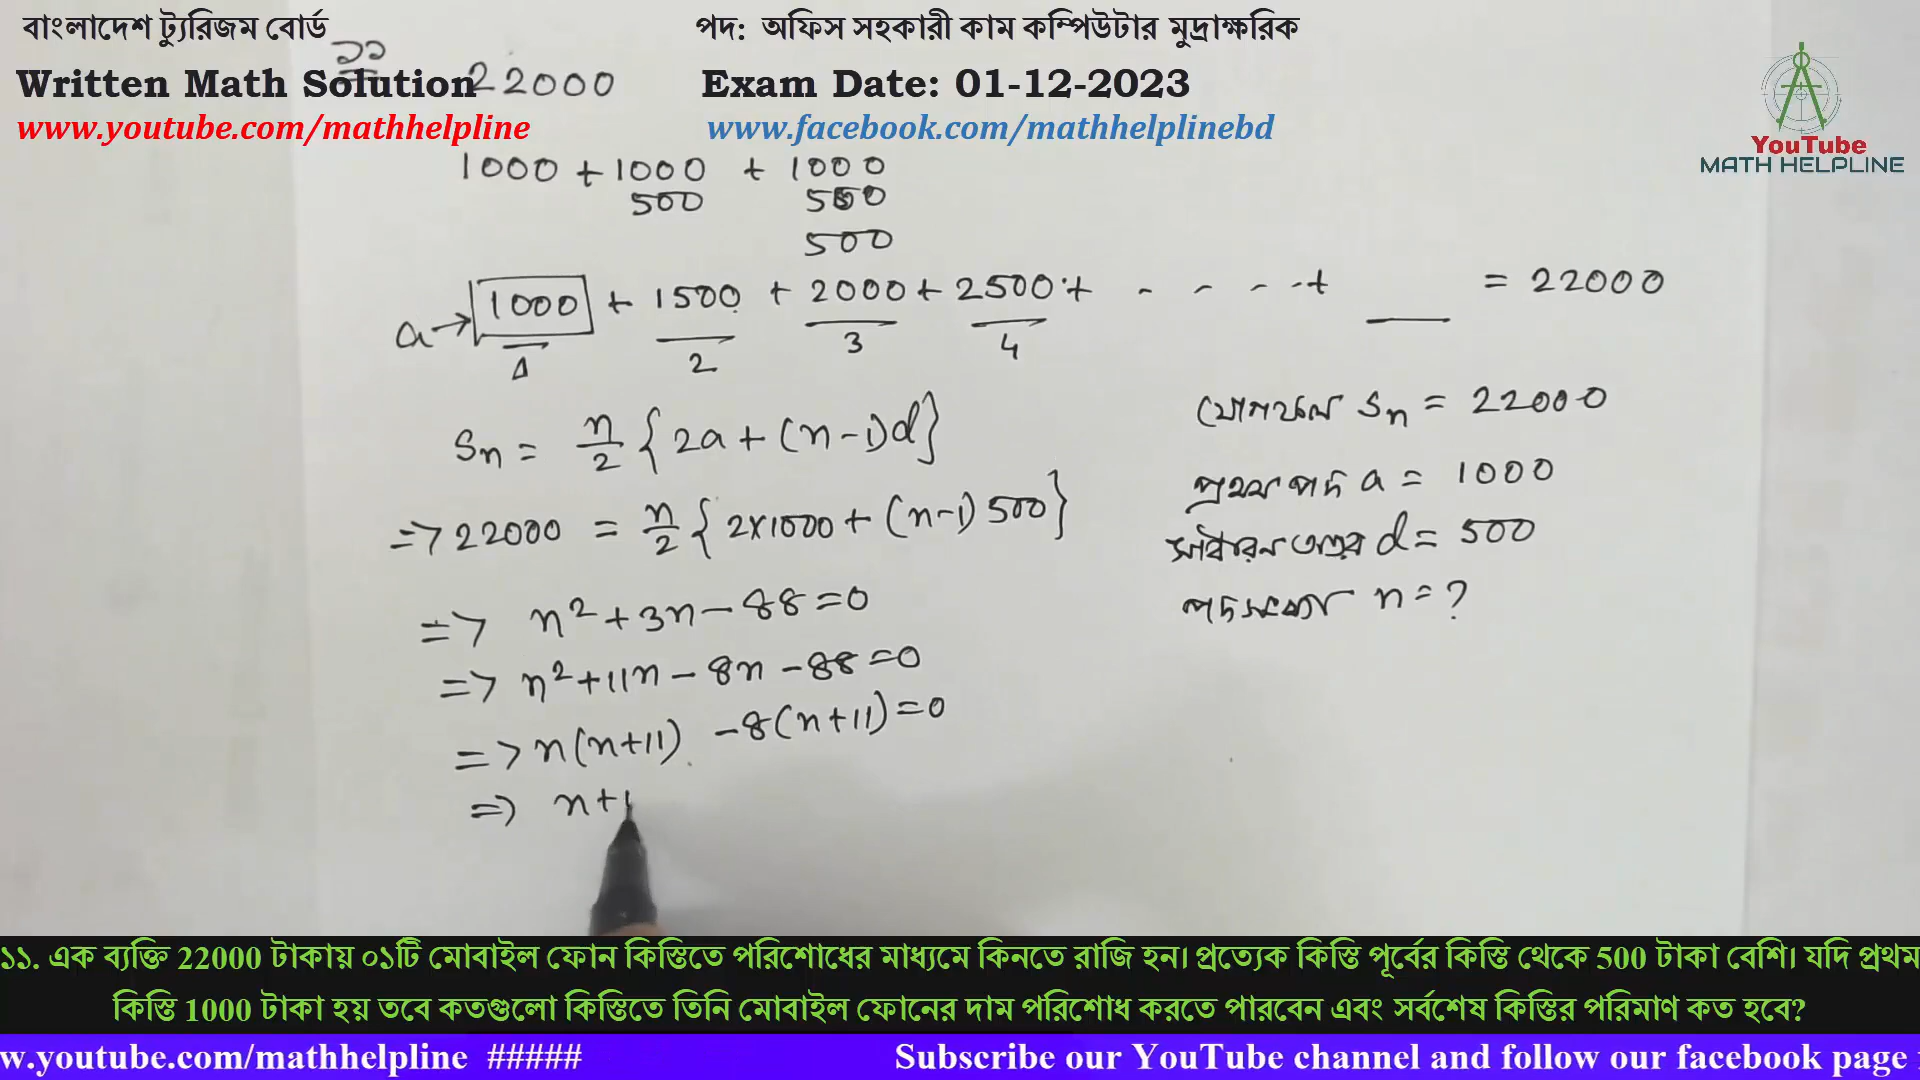 বাংলাদেশ ট্যুরিজম বোর্ড
পদ: অফিস সহকারী কাম কম্পিউটার মুদ্রাক্ষরিক
১১
Written Math Solution
22000
Exam Date: 01-12-2023
www.youtube.com/mathhelpline
www.facebook.com/mathhelplinebd
YouTube
MATH HELPLINE
1000 + 1000 + 1000
500 500
500
a → 1000 + 1500 + 2000 + 2500 + - - - - + ___ = 22000
1 2 3 4
Sn = n/2 {2a + (n-1)d}
=> 22000 = n/2 {2×1000 + (n-1) 500}
=> n² + 3n - 88 = 0
=> n² + 11n - 8n - 88 = 0
=> n(n+11) - 8(n+11) = 0
=> n+1
যোগফল Sn = 22000
প্রথম পদ a = 1000
সাধারন অন্তর d = 500
পদসংখ্যা n = ?
১১. এক ব্যক্তি 22000 টাকায় ০১টি মোবাইল ফোন কিস্তিতে পরিশোধের মাধ্যমে কিনতে রাজি হন। প্রত্যেক কিস্তি পূর্বের কিস্তি থেকে 500 টাকা বেশি। যদি প্রথম
কিস্তি 1000 টাকা হয় তবে কতগুলো কিস্তিতে তিনি মোবাইল ফোনের দাম পরিশোধ করতে পারবেন এবং সর্বশেষ কিস্তির পরিমাণ কত হবে?
w.youtube.com/mathhelpline ##### Subscribe our YouTube channel and follow our facebook page